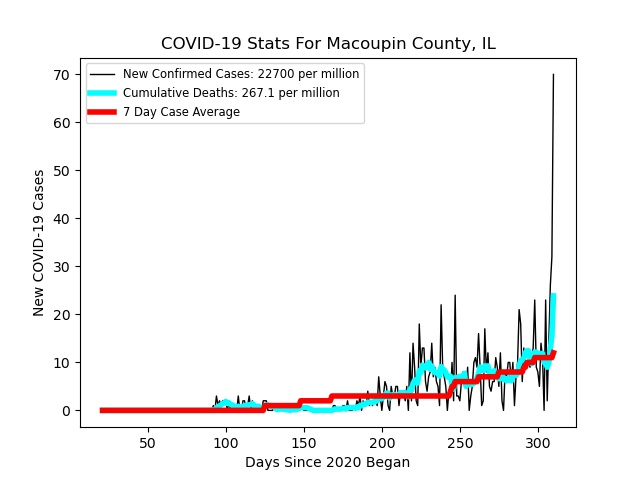 COVID-19 Stats For Macoupin County, IL
New Confirmed Cases: 22700 per million
Cumulative Deaths: 267.1 per million
7 Day Case Average
New COVID-19 Cases
70
60
50
40
30
20
10
0
50 100 150 200 250 300
Days Since 2020 Began